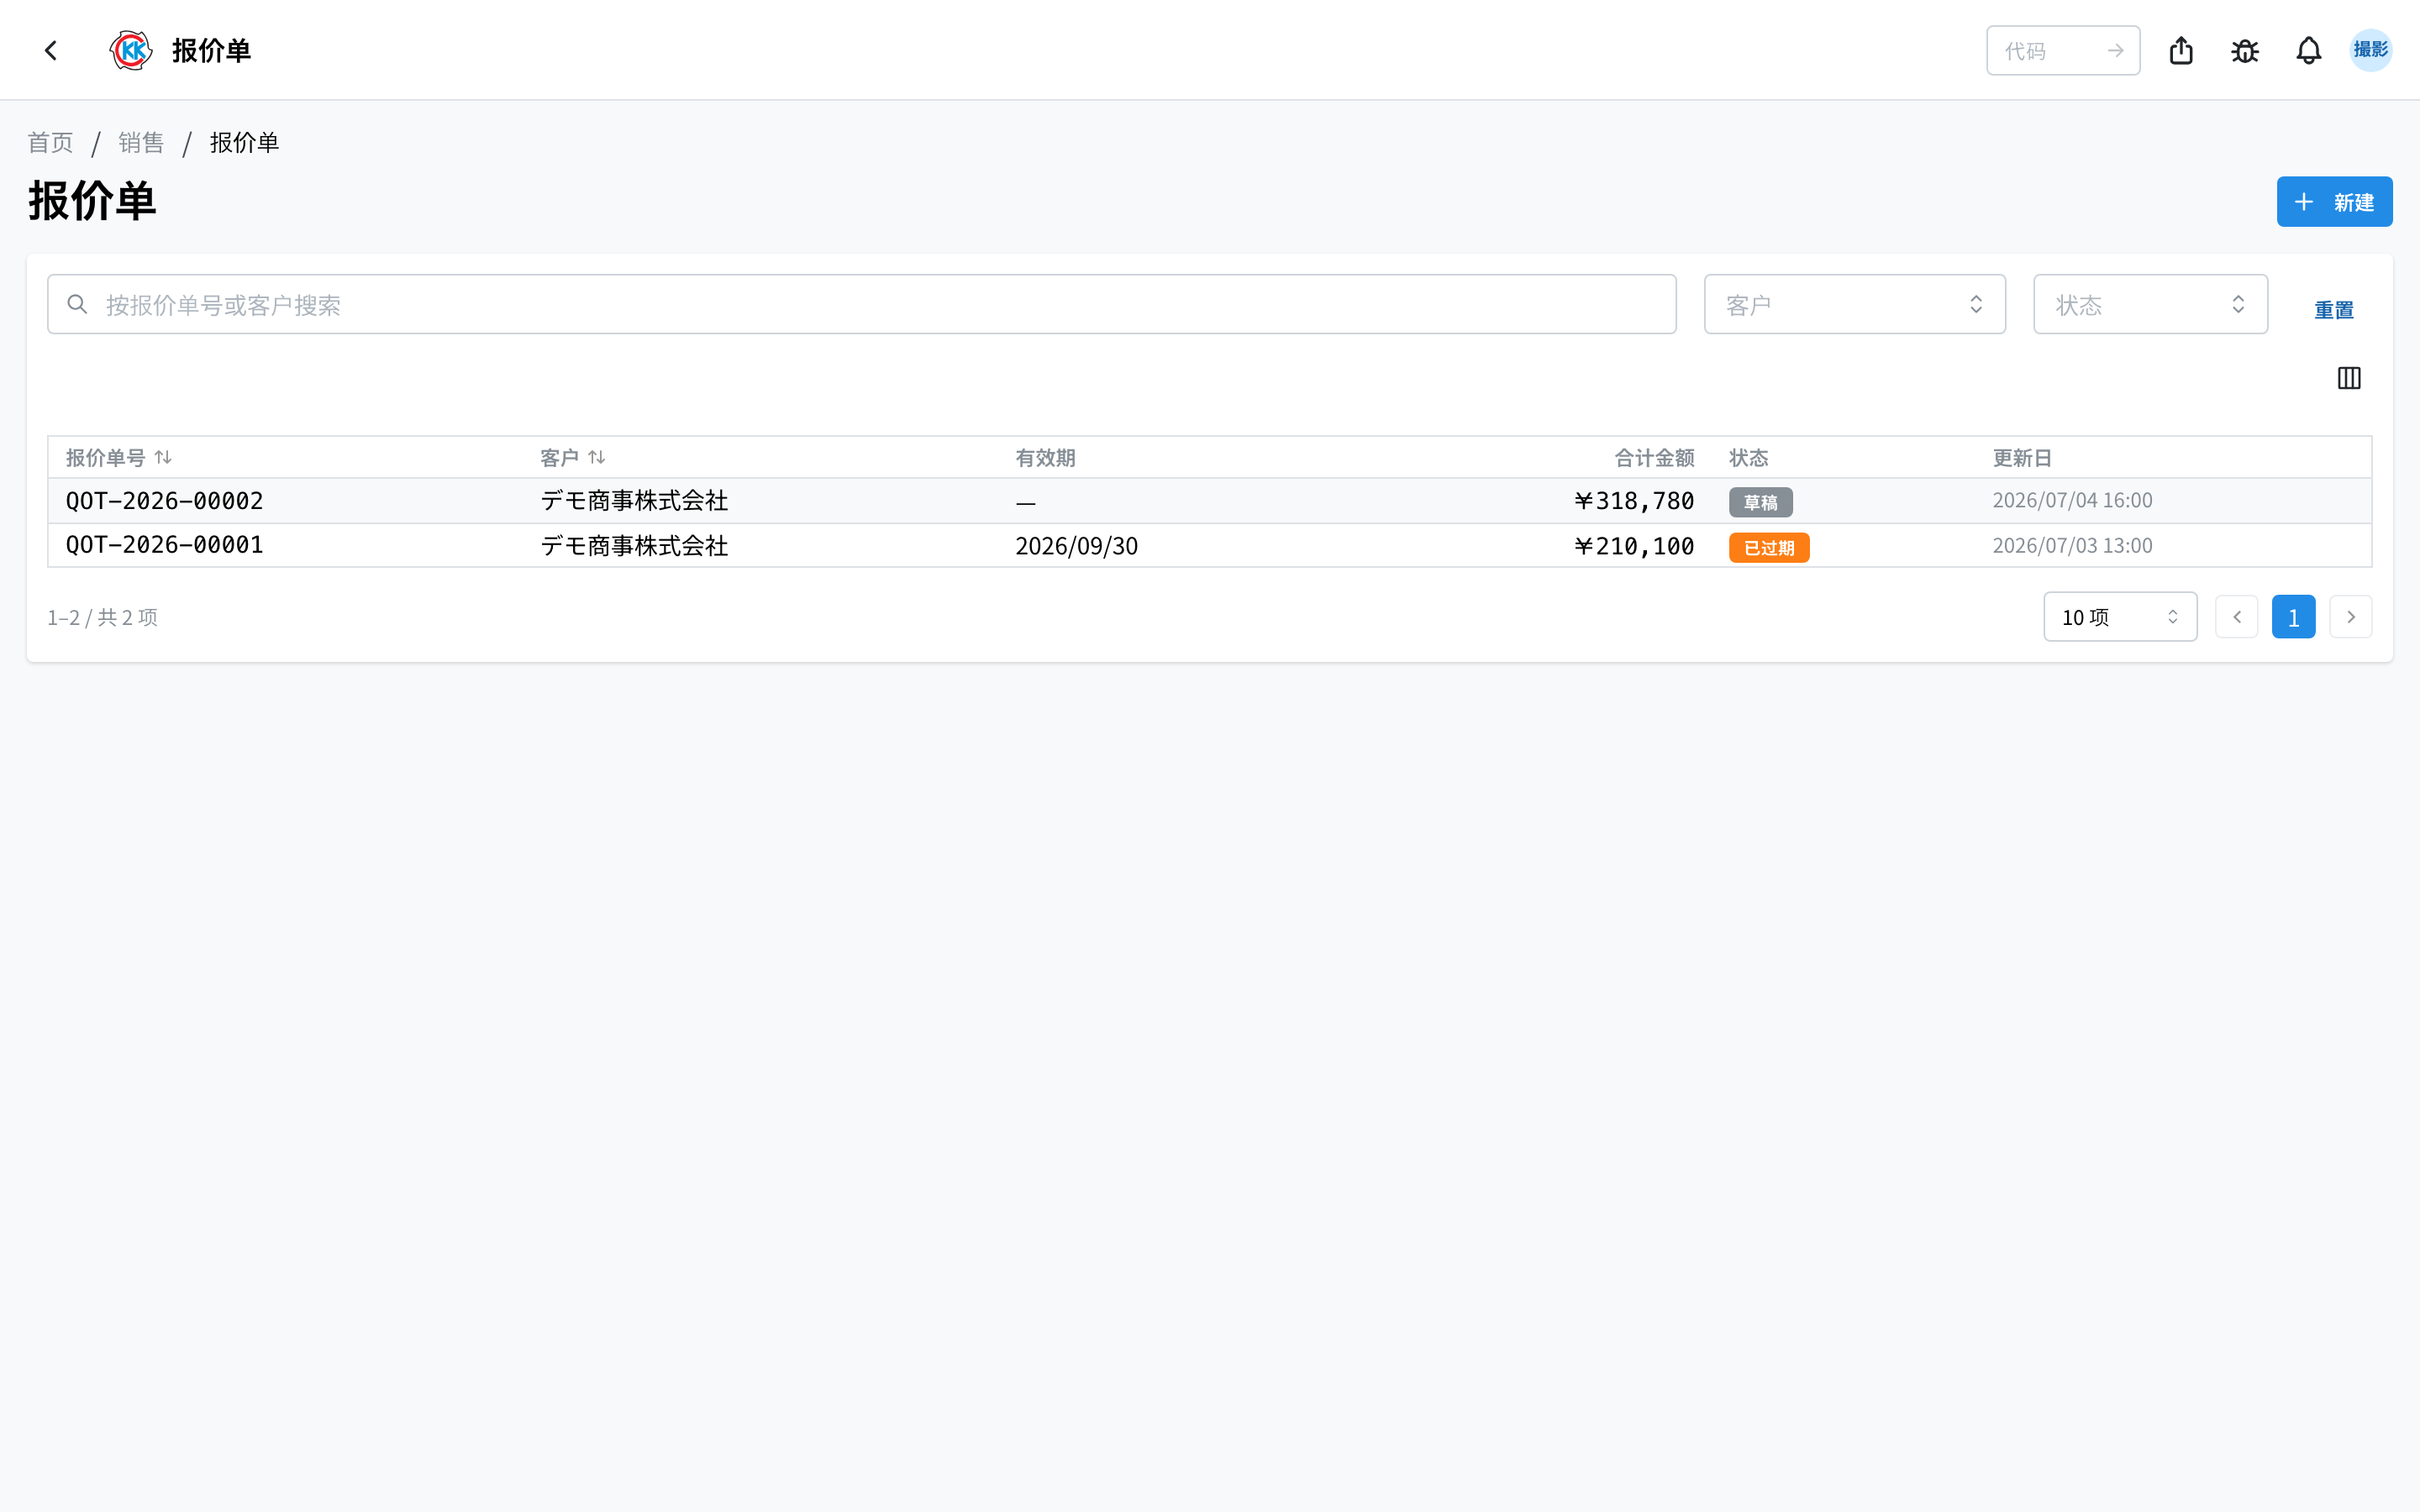 KK 报价单 代码 撮影
首页 / 销售 / 报价单
报价单
新建
按报价单号或客户搜索 客户 状态 重置
报价单号 客户 有效期 合计金额 状态 更新日
QOT-2026-00002 デモ商事株式会社 — ¥318,780 草稿 2026/07/04 16:00
QOT-2026-00001 デモ商事株式会社 2026/09/30 ¥210,100 已过期 2026/07/03 13:00
1–2 / 共 2 项 10 项 1